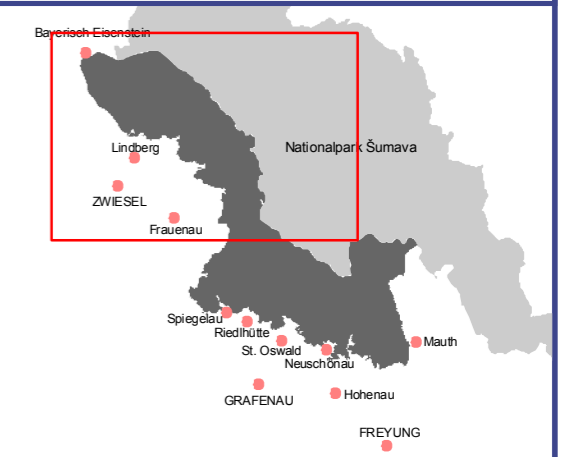 Bayerisch Eisenstein
Nationalpark Šumava
Lindberg
ZWIESEL
Frauenau
Spiegelau
Riedlhütte
Mauth
St. Oswald
Neuschönau
Hohenau
GRAFENAU
FREYUNG